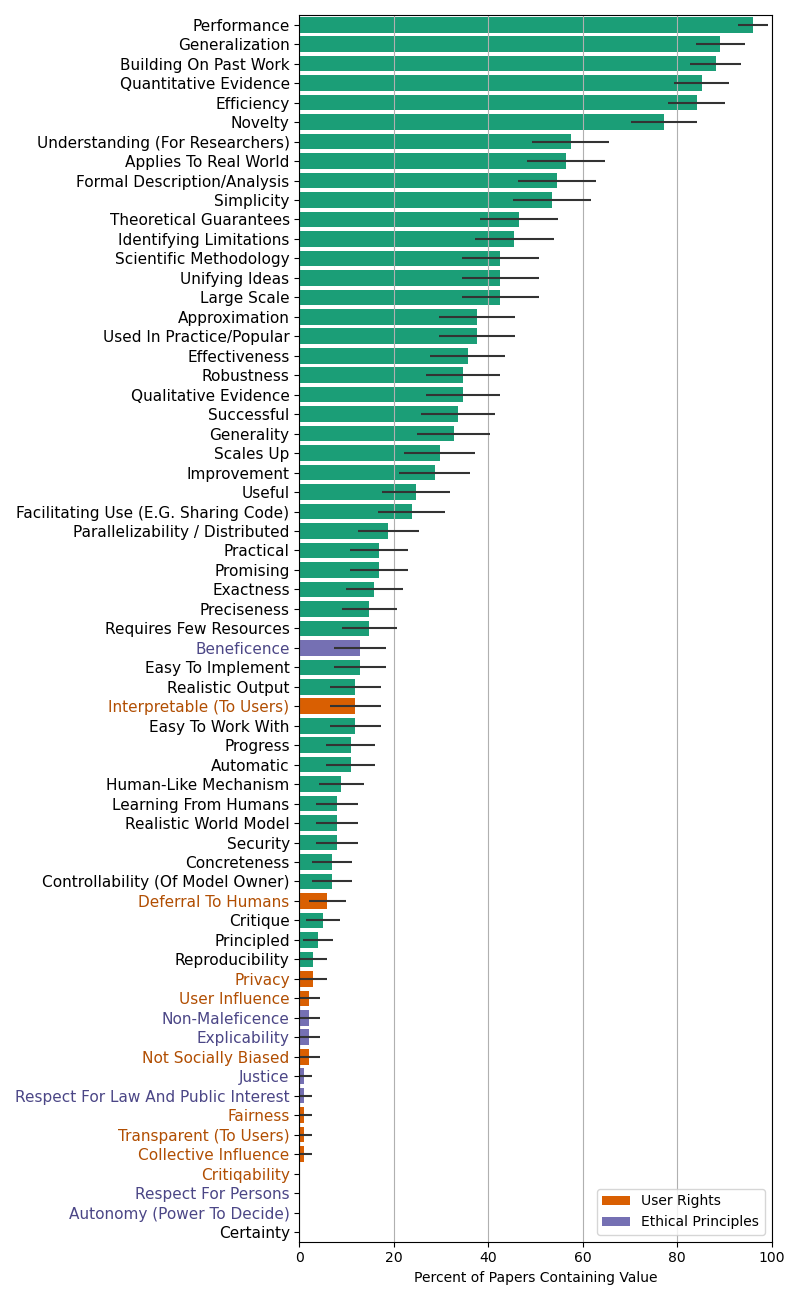 Performance
Generalization
Building On Past Work
Quantitative Evidence
Efficiency
Novelty
Understanding (For Researchers)
Applies To Real World
Formal Description/Analysis
Simplicity
Theoretical Guarantees
Identifying Limitations
Scientific Methodology
Unifying Ideas
Large Scale
Approximation
Used In Practice/Popular
Effectiveness
Robustness
Qualitative Evidence
Successful
Generality
Scales Up
Improvement
Useful
Facilitating Use (E.G. Sharing Code)
Parallelizability / Distributed
Practical
Promising
Exactness
Preciseness
Requires Few Resources
Beneficence
Easy To Implement
Realistic Output
Interpretable (To Users)
Easy To Work With
Progress
Automatic
Human-Like Mechanism
Learning From Humans
Realistic World Model
Security
Concreteness
Controllability (Of Model Owner)
Deferral To Humans
Critique
Principled
Reproducibility
Privacy
User Influence
Non-Maleficence
Explicability
Not Socially Biased
Justice
Respect For Law And Public Interest
Fairness
Transparent (To Users)
Collective Influence
Critiqability
Respect For Persons
Autonomy (Power To Decide)
Certainty
User Rights
Ethical Principles
0 20 40 60 80 100
Percent of Papers Containing Value